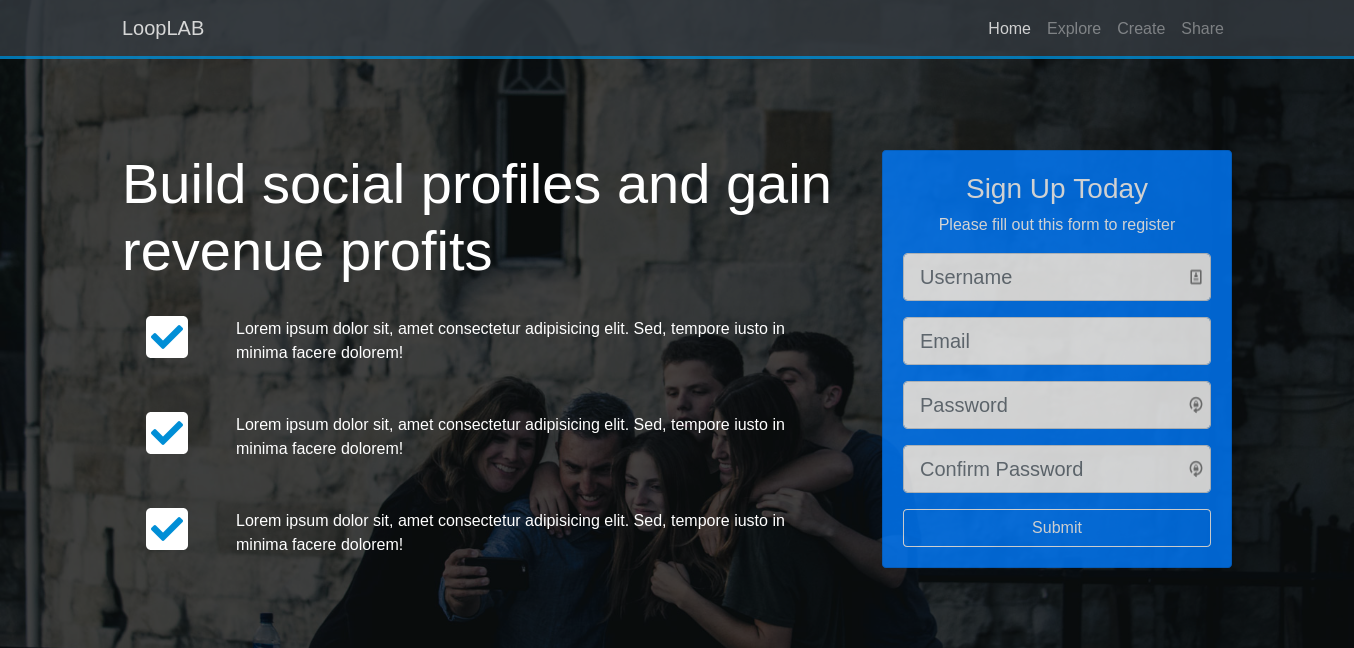 LoopLAB
Home Explore Create Share
Build social profiles and gain
revenue profits
Lorem ipsum dolor sit, amet consectetur adipisicing elit. Sed, tempore iusto in
minima facere dolorem!
Lorem ipsum dolor sit, amet consectetur adipisicing elit. Sed, tempore iusto in
minima facere dolorem!
Lorem ipsum dolor sit, amet consectetur adipisicing elit. Sed, tempore iusto in
minima facere dolorem!
Sign Up Today
Please fill out this form to register
Username
Email
Password
Confirm Password
Submit